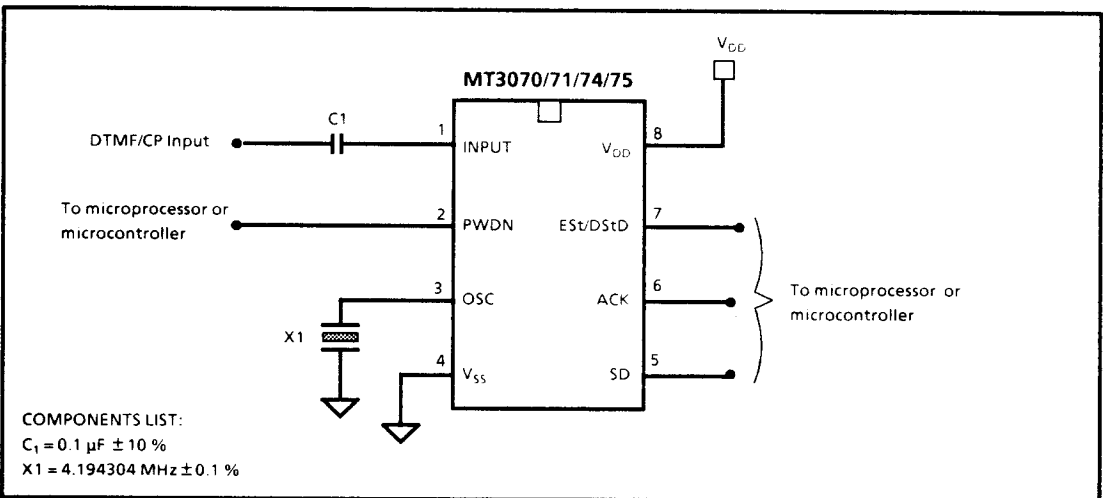 V_DD
MT3070/71/74/75
C1
DTMF/CP Input
1
INPUT
V_DD
8
To microprocessor or
microcontroller
2
PWDN
ESt/DStD
7
3
OSC
ACK
6
To microprocessor or
microcontroller
X1
4
V_SS
SD
5
COMPONENTS LIST:
C₁ = 0.1 µF ± 10 %
X1 = 4.194304 MHz ± 0.1 %